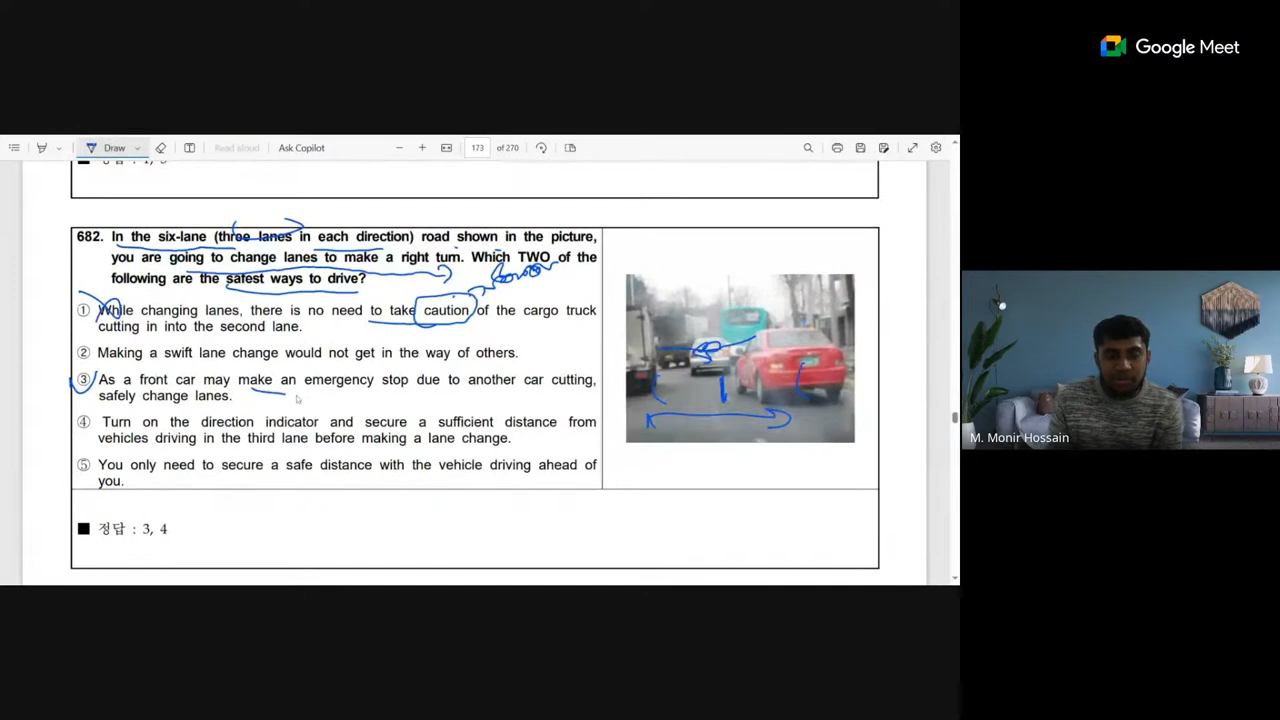 Google Meet
Draw
Read aloud
Ask Copilot
173
of 270
682. In the six-lane (three lanes in each direction) road shown in the picture,
you are going to change lanes to make a right turn. Which TWO of the
following are the safest ways to drive?
① While changing lanes, there is no need to take caution of the cargo truck
cutting in into the second lane.
② Making a swift lane change would not get in the way of others.
③ As a front car may make an emergency stop due to another car cutting,
safely change lanes.
④ Turn on the direction indicator and secure a sufficient distance from
vehicles driving in the third lane before making a lane change.
⑤ You only need to secure a safe distance with the vehicle driving ahead of
you.
■ 정답 : 3, 4
M. Monir Hossain